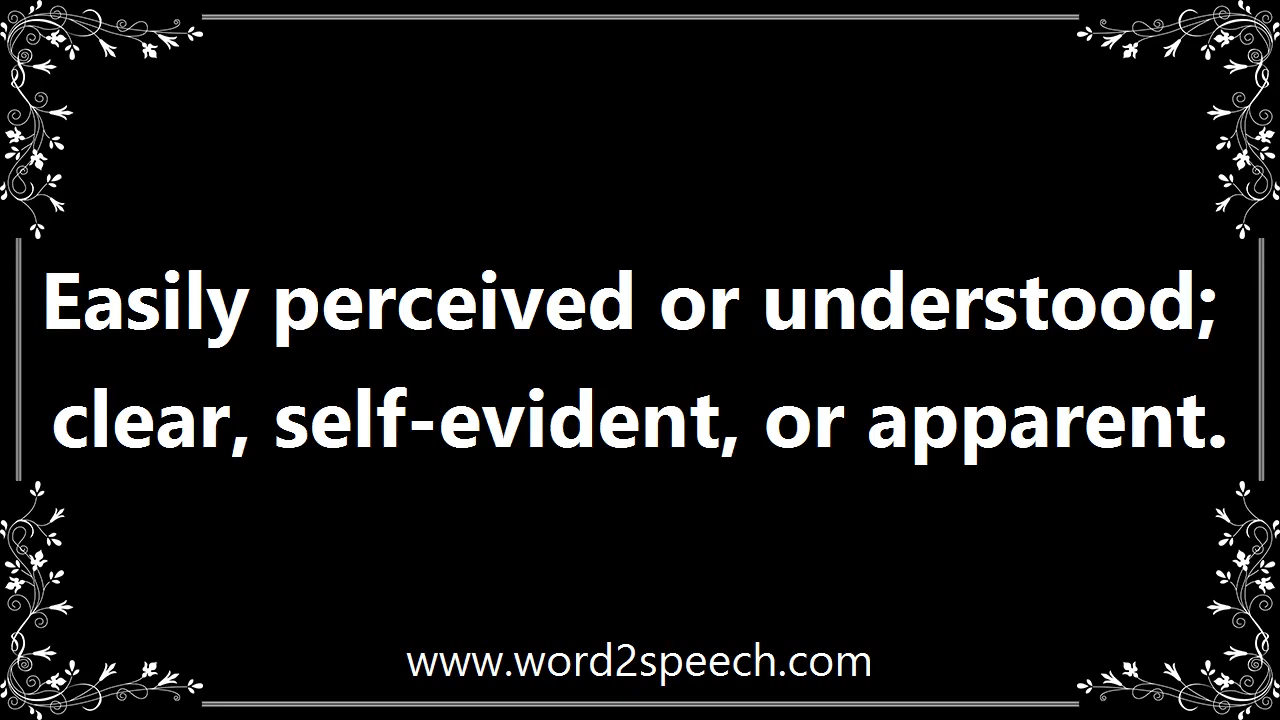 Easily perceived or understood;
clear, self-evident, or apparent.
www.word2speech.com